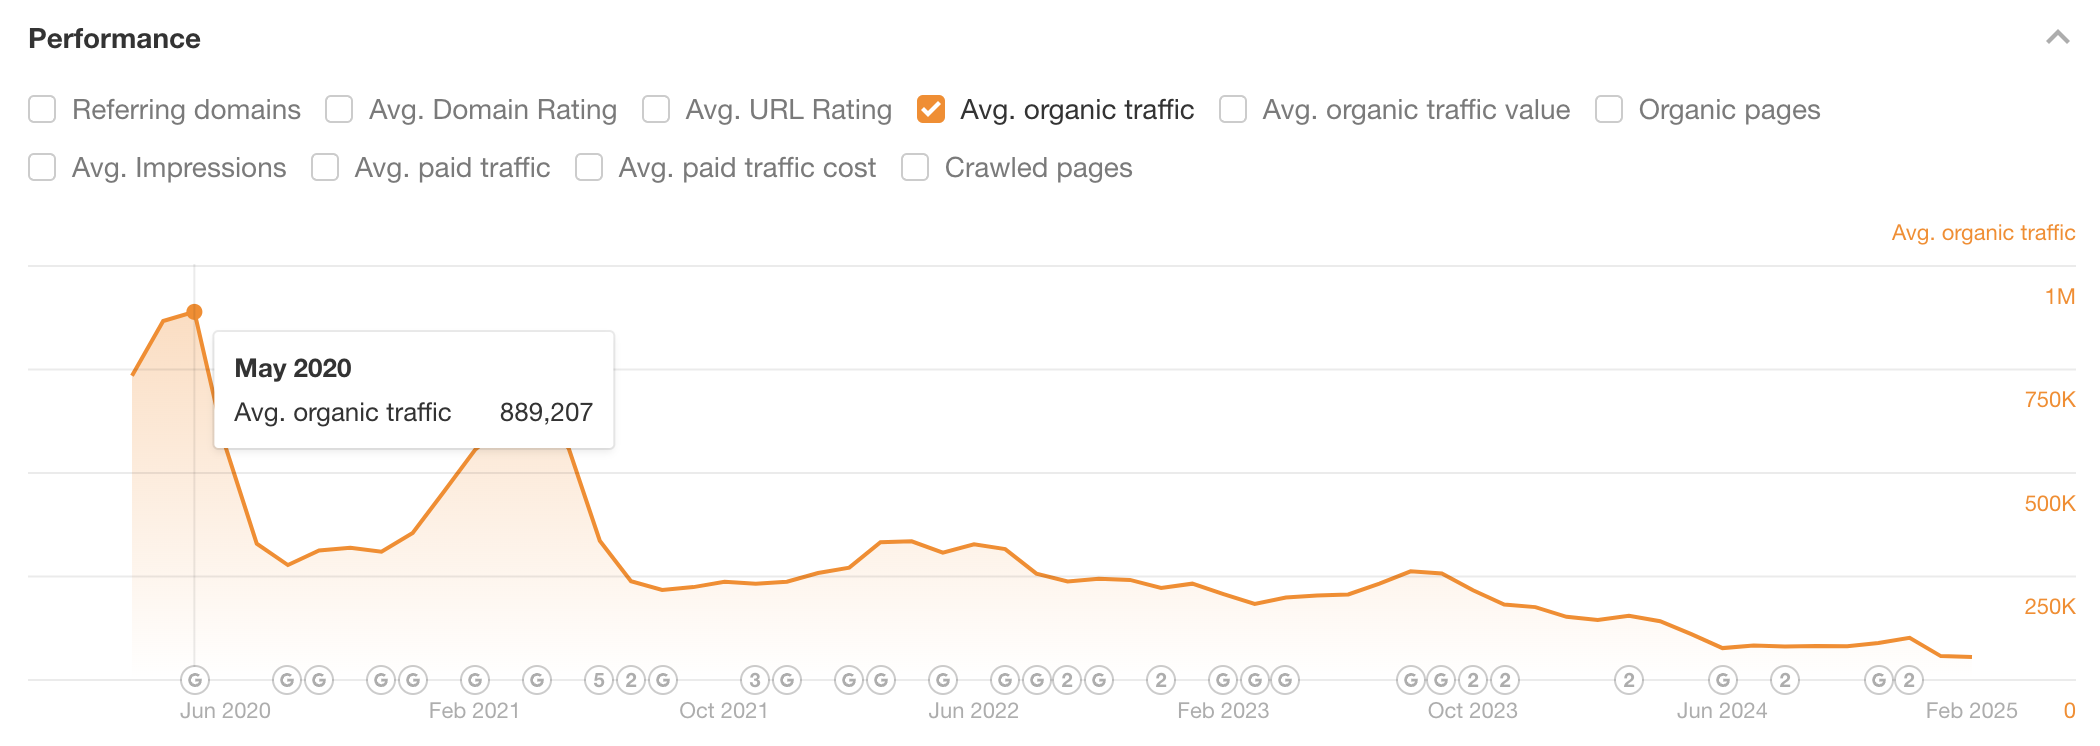 Performance
Referring domains Avg. Domain Rating Avg. URL Rating Avg. organic traffic Avg. organic traffic value Organic pages
Avg. Impressions Avg. paid traffic Avg. paid traffic cost Crawled pages
Avg. organic traffic
1M
May 2020
750K
Avg. organic traffic 889,207
500K
250K
G G G G G G G 5 2 G 3 G G G G G G 2 G 2 G G G G G 2 2 2 G 2 G 2
Jun 2020 Feb 2021 Oct 2021 Jun 2022 Feb 2023 Oct 2023 Jun 2024 Feb 2025 0